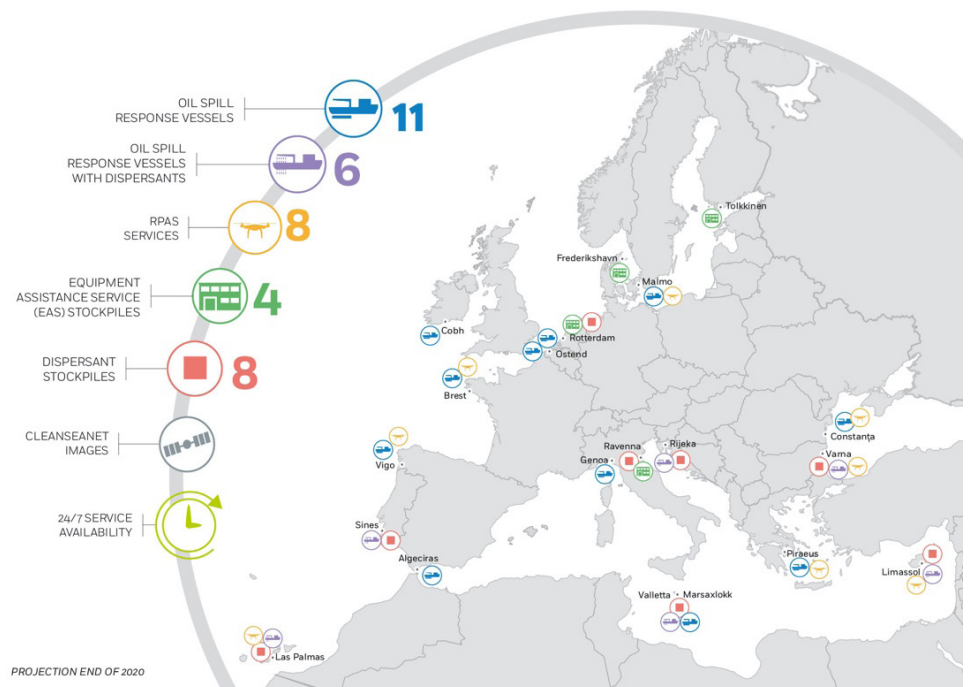 OIL SPILL
RESPONSE VESSELS
11
OIL SPILL
RESPONSE VESSELS
WITH DISPERSANTS
6
RPAS
SERVICES
8
EQUIPMENT
ASSISTANCE SERVICE
(EAS) STOCKPILES
4
DISPERSANT
STOCKPILES
8
CLEANSEANET
IMAGES
24/7 SERVICE
AVAILABILITY
Tolkkinen
Frederikshavn
Malmo
Cobh
Rotterdam
Ostend
Brest
Constanţa
Varna
Ravenna
Rijeka
Genoa
Vigo
Sines
Algeciras
Piraeus
Limassol
Valletta
Marsaxlokk
Las Palmas
PROJECTION END OF 2020